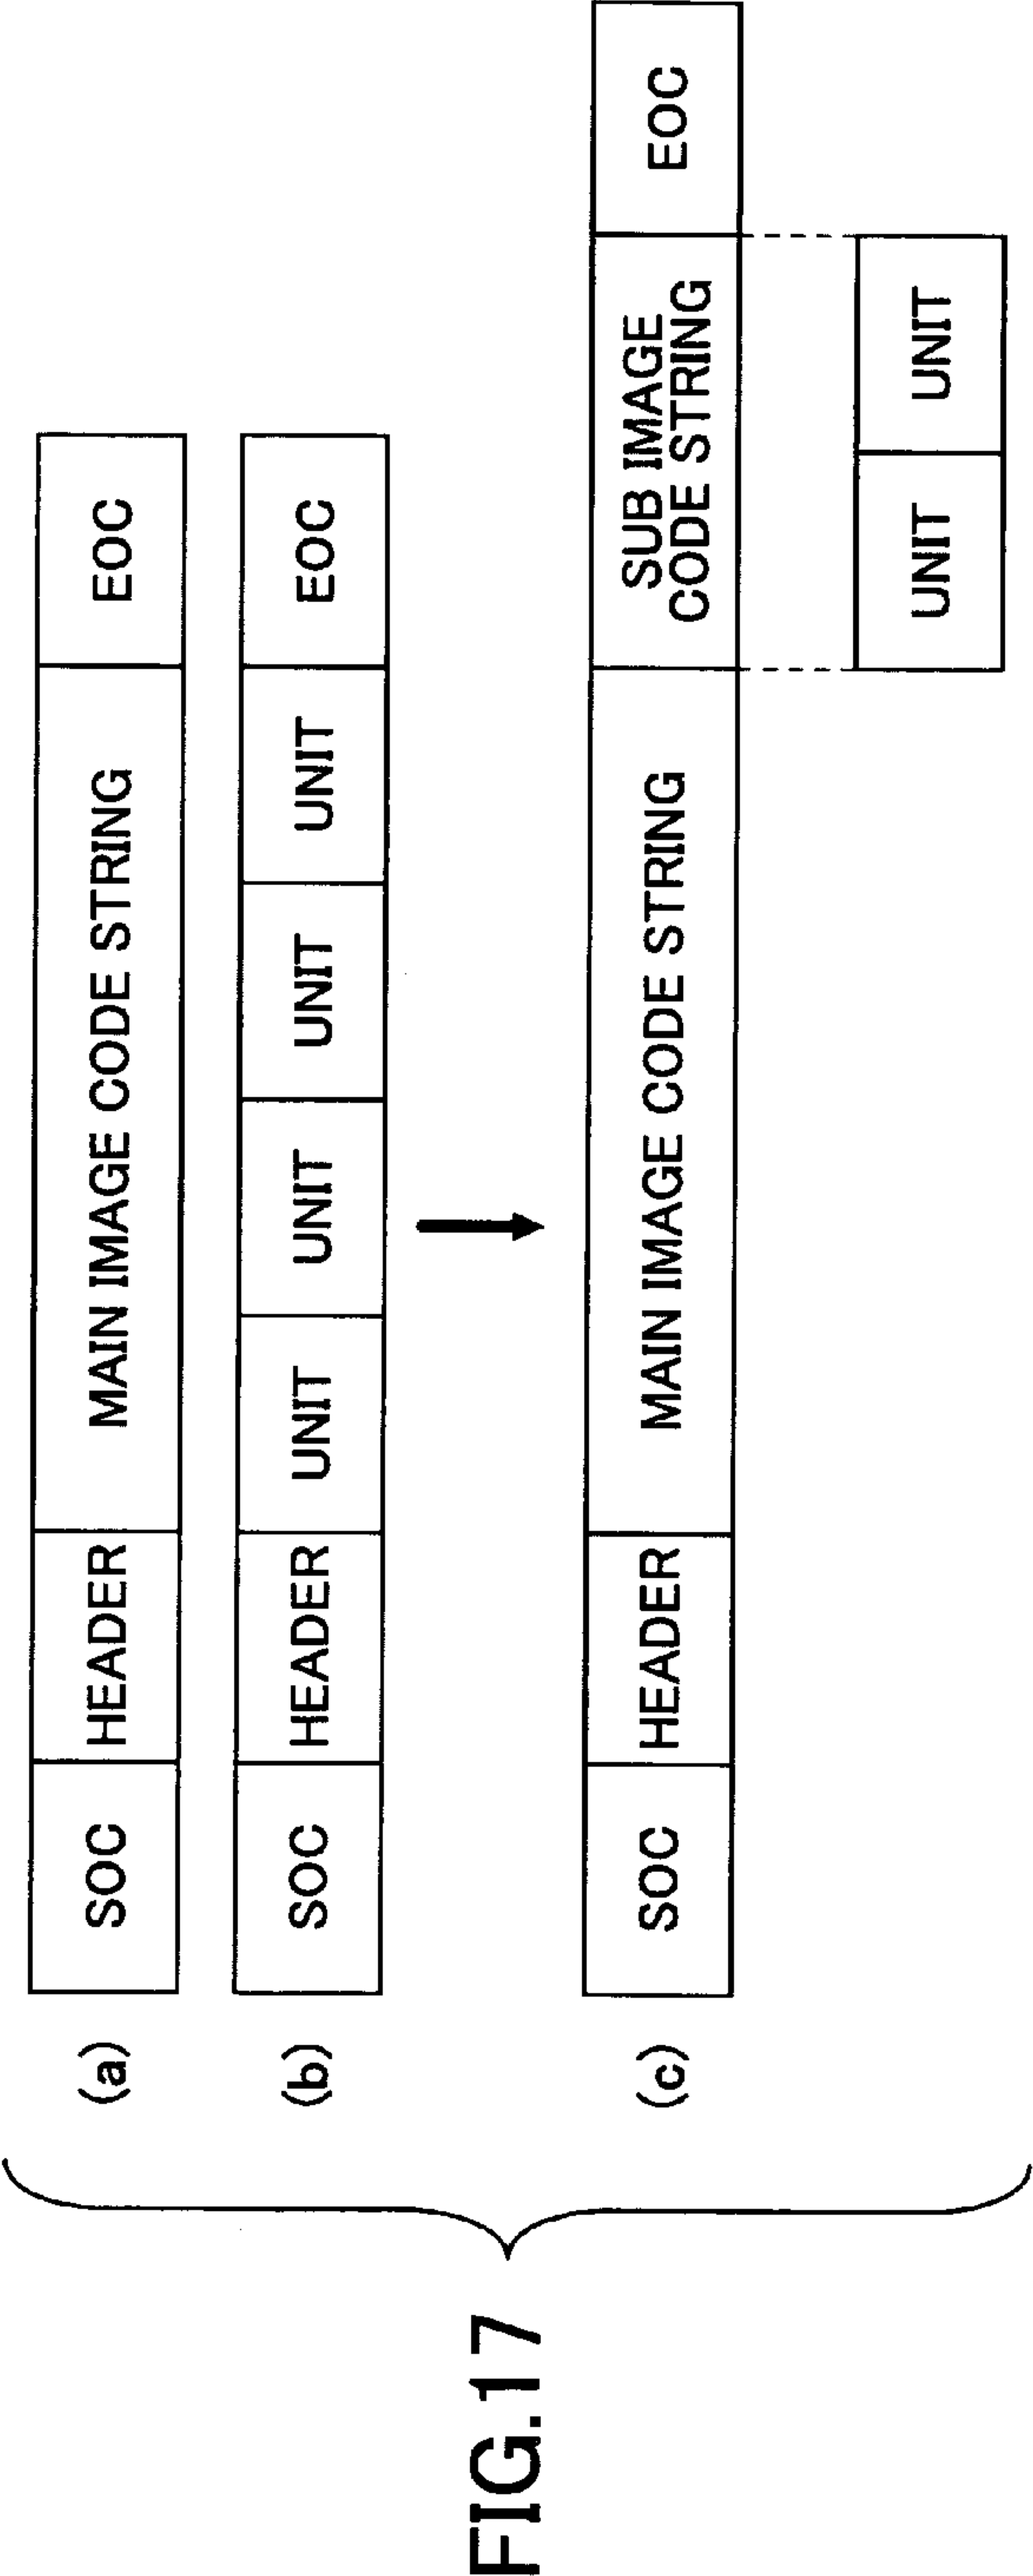 FIG.17
(a)
SOC
HEADER
MAIN IMAGE CODE STRING
EOC
(b)
SOC
HEADER
UNIT
UNIT
UNIT
UNIT
EOC
(c)
SOC
HEADER
MAIN IMAGE CODE STRING
SUB IMAGE
CODE STRING
EOC
UNIT
UNIT